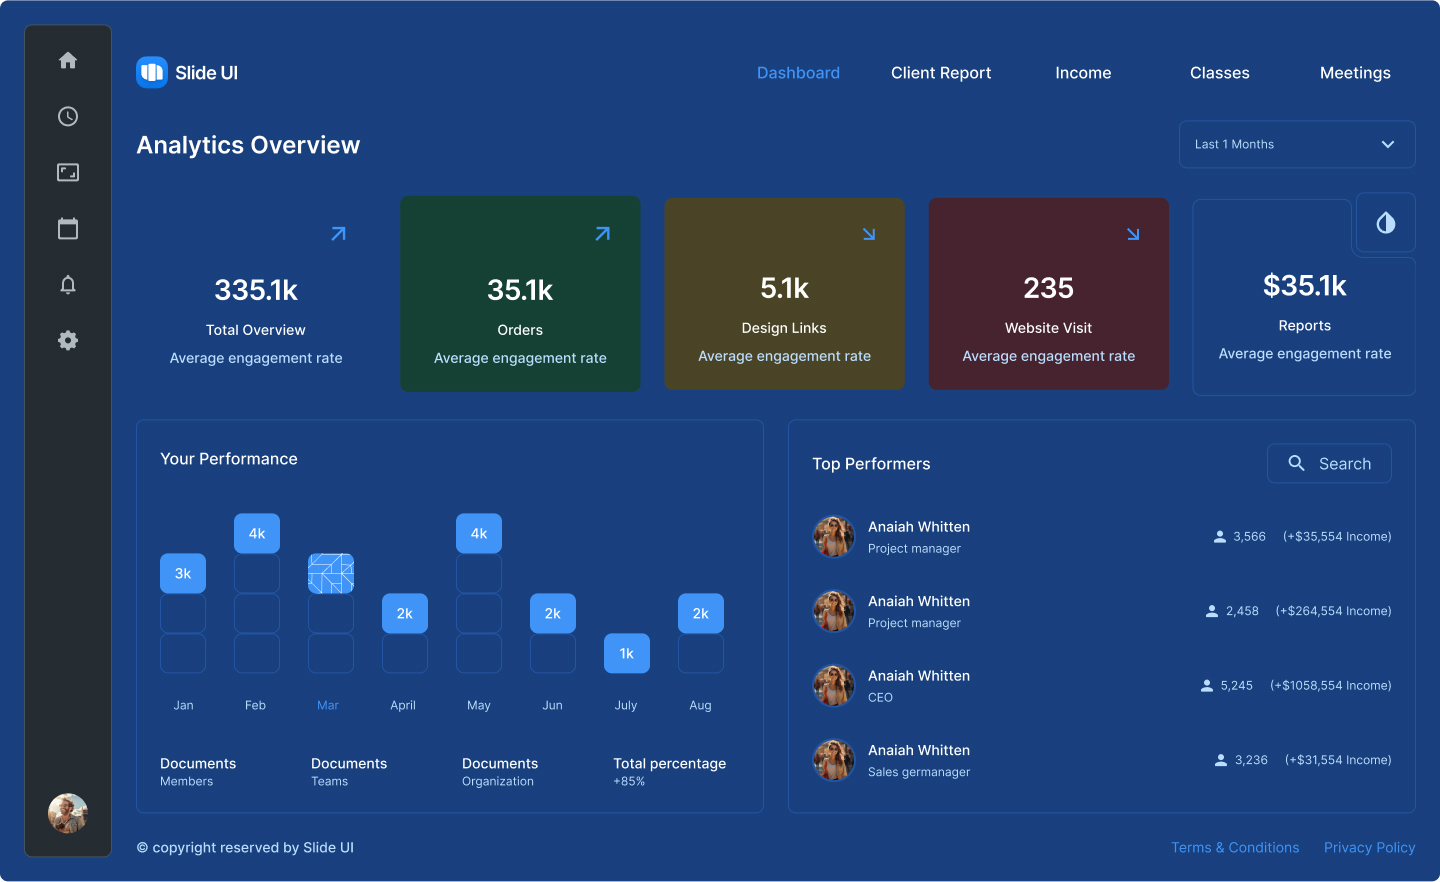 Slide UI
Dashboard
Client Report
Income
Classes
Meetings
Analytics Overview
Last 1 Months
335.1k
Total Overview
Average engagement rate
35.1k
Orders
Average engagement rate
5.1k
Design Links
Average engagement rate
235
Website Visit
Average engagement rate
$35.1k
Reports
Average engagement rate
Your Performance
3k
4k
2k
4k
2k
1k
2k
Jan
Feb
Mar
April
May
Jun
July
Aug
Documents
Members
Documents
Teams
Documents
Organization
Total percentage
+85%
Top Performers
Search
Anaiah Whitten
Project manager
3,566 (+$35,554 Income)
Anaiah Whitten
Project manager
2,458 (+$264,554 Income)
Anaiah Whitten
CEO
5,245 (+$1058,554 Income)
Anaiah Whitten
Sales germanager
3,236 (+$31,554 Income)
© copyright reserved by Slide UI
Terms & Conditions
Privacy Policy